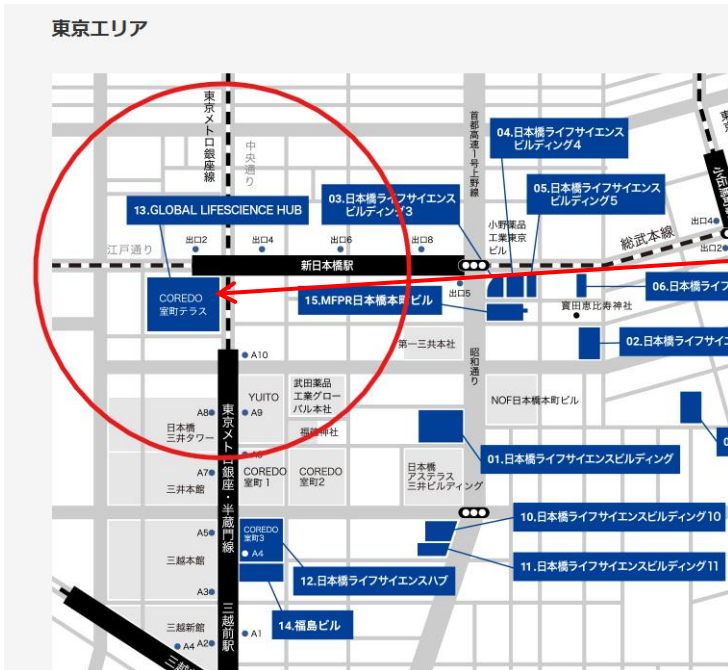 東京エリア
東京メトロ銀座線
中央通り
首都高速1号上野線
04.日本橋ライフサイエンス
ビルディング4
03.日本橋ライフサイエンス
ビルディング3
05.日本橋ライフサイエンス
ビルディング5
13.GLOBAL LIFESCIENCE HUB
小野薬品
工業東京
ビル
江戸通り
出口2
出口4
出口6
出口8
総武本線
出口4
出口2
新日本橋駅
出口5
COREDO
室町テラス
15.MFPR日本橋本町ビル
06.日本橋ライフ
寳田恵比寿神社
02.日本橋ライフサイエ
第一三共本社
昭和通り
A10
YUITO
武田薬品
工業グロー
バル本社
A8
A9
NOF日本橋本町ビル
日本橋
三井タワー
東京メトロ銀座・半蔵門線
福徳神社
A6
01.日本橋ライフサイエンスビルディング
A7
三井本館
COREDO
室町1
COREDO
室町2
日本橋
アステラス
三井ビルディング
10.日本橋ライフサイエンスビルディング10
A5
COREDO
室町3
A4
三越本館
11.日本橋ライフサイエンスビルディング11
12.日本橋ライフサイエンスハブ
A3
三越前駅
14.福島ビル
三越新館
A1
A4
A2